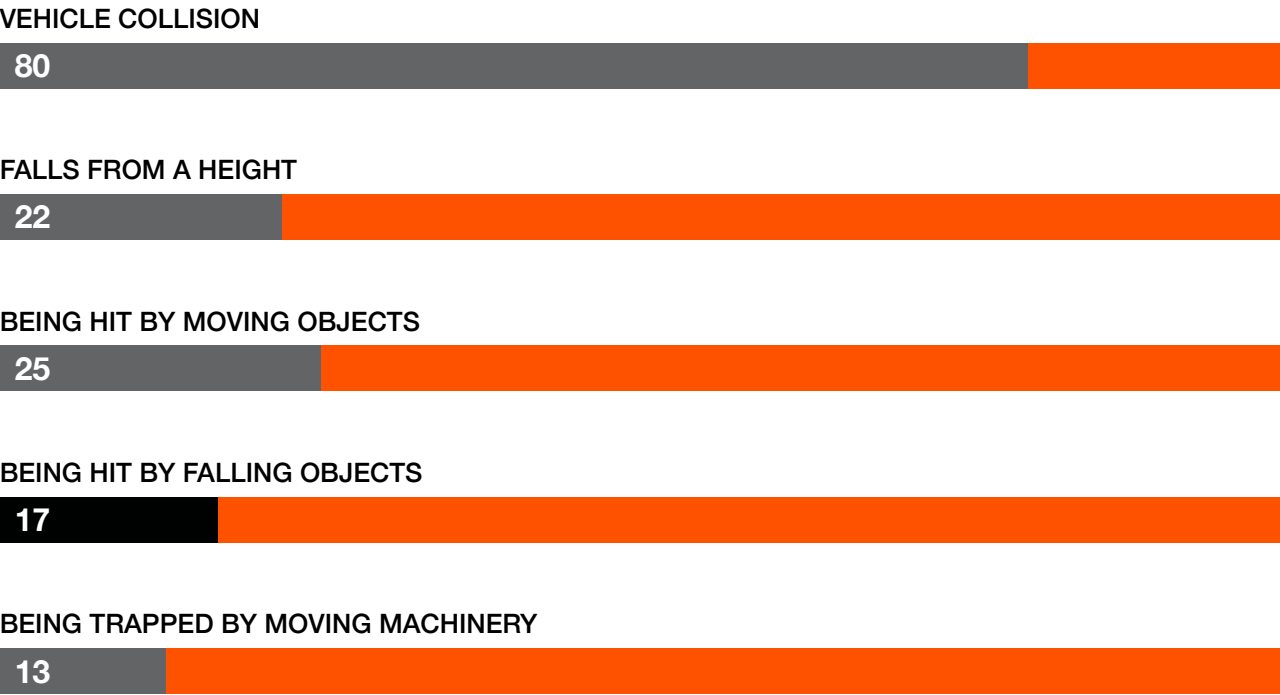 VEHICLE COLLISION
80
FALLS FROM A HEIGHT
22
BEING HIT BY MOVING OBJECTS
25
BEING HIT BY FALLING OBJECTS
17
BEING TRAPPED BY MOVING MACHINERY
13